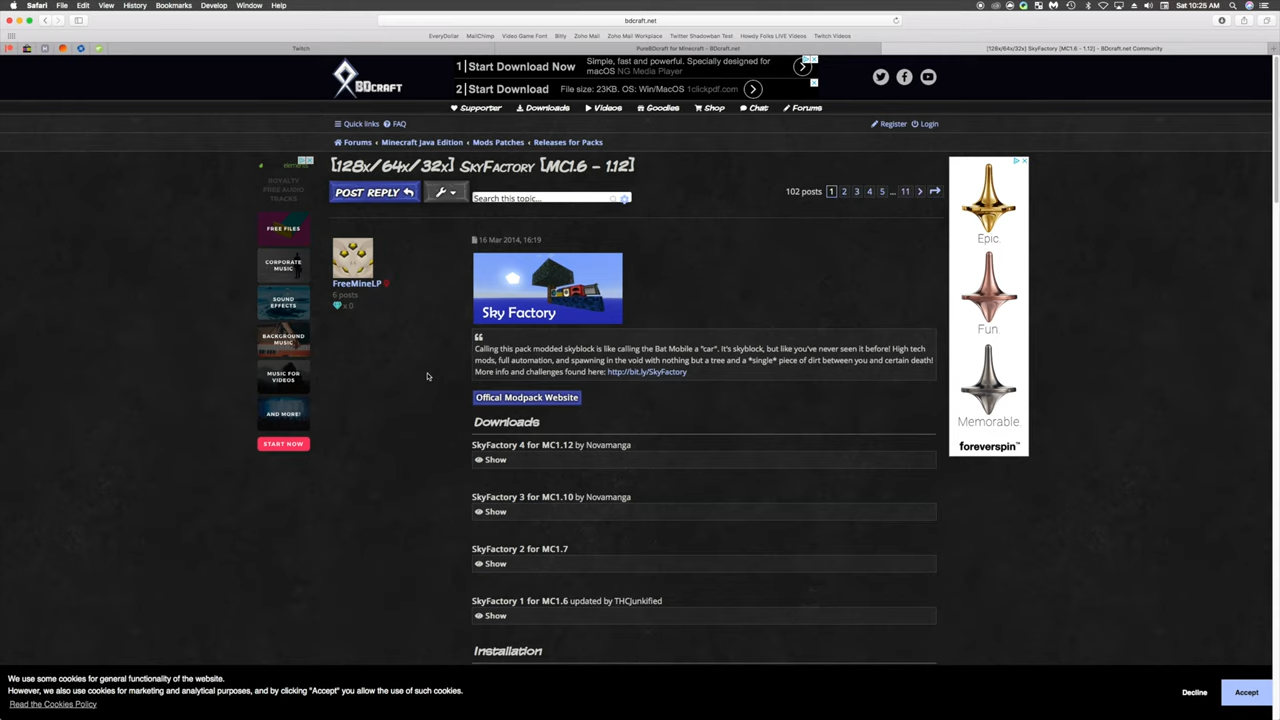 Safari File Edit View History Bookmarks Develop Window Help
Sat 10:25 AM
bdcraft.net
EveryDollar MailChimp Video Game Font Bitly Zoho Mail Zoho Mail Workplace Twitter Shadowban Test Howdy Folks LIVE Videos Twitch Videos
Twitch PureBDcraft for Minecraft - BDcraft.net [128x/64x/32x] SkyFactory [MC1.6 - 1.12] - BDcraft.net Community
BDCRAFT
1 Start Download Now
Simple, fast and powerful. Specially designed for macOS NG Media Player
2 Start Download
File size: 23KB. OS: Win/MacOS 1clickpdf.com
Supporter Downloads Videos Goodies Shop Chat Forums
Quick links FAQ
Register Login
Forums • Minecraft Java Edition • Mods Patches • Releases for Packs
[128x/64x/32x] SkyFactory [MC1.6 - 1.12]
POST REPLY
Search this topic...
102 posts 1 2 3 4 5 ... 11
ROYALTY
FREE AUDIO
TRACKS
FREE FILES
CORPORATE
MUSIC
SOUND
EFFECTS
BACKGROUND
MUSIC
MUSIC FOR
VIDEOS
AND MORE!
START NOW
FreeMineLP
6 posts
x 0
16 Mar 2014, 16:19
Sky Factory
Calling this pack modded skyblock is like calling the Bat Mobile a "car". It's skyblock, but like you've never seen it before! High tech
mods, full automation, and spawning in the void with nothing but a tree and a *single* piece of dirt between you and certain death!
More info and challenges found here: http://bit.ly/SkyFactory
Offical Modpack Website
Downloads
SkyFactory 4 for MC1.12 by Novamanga
Show
SkyFactory 3 for MC1.10 by Novamanga
Show
SkyFactory 2 for MC1.7
Show
SkyFactory 1 for MC1.6 updated by THCJunkified
Show
Installation
Epic.
Fun.
Memorable.
foreverspin™
We use some cookies for general functionality of the website.
However, we also use cookies for marketing and analytical purposes, and by clicking "Accept" you allow the use of such cookies.
Read the Cookies Policy
Decline
Accept